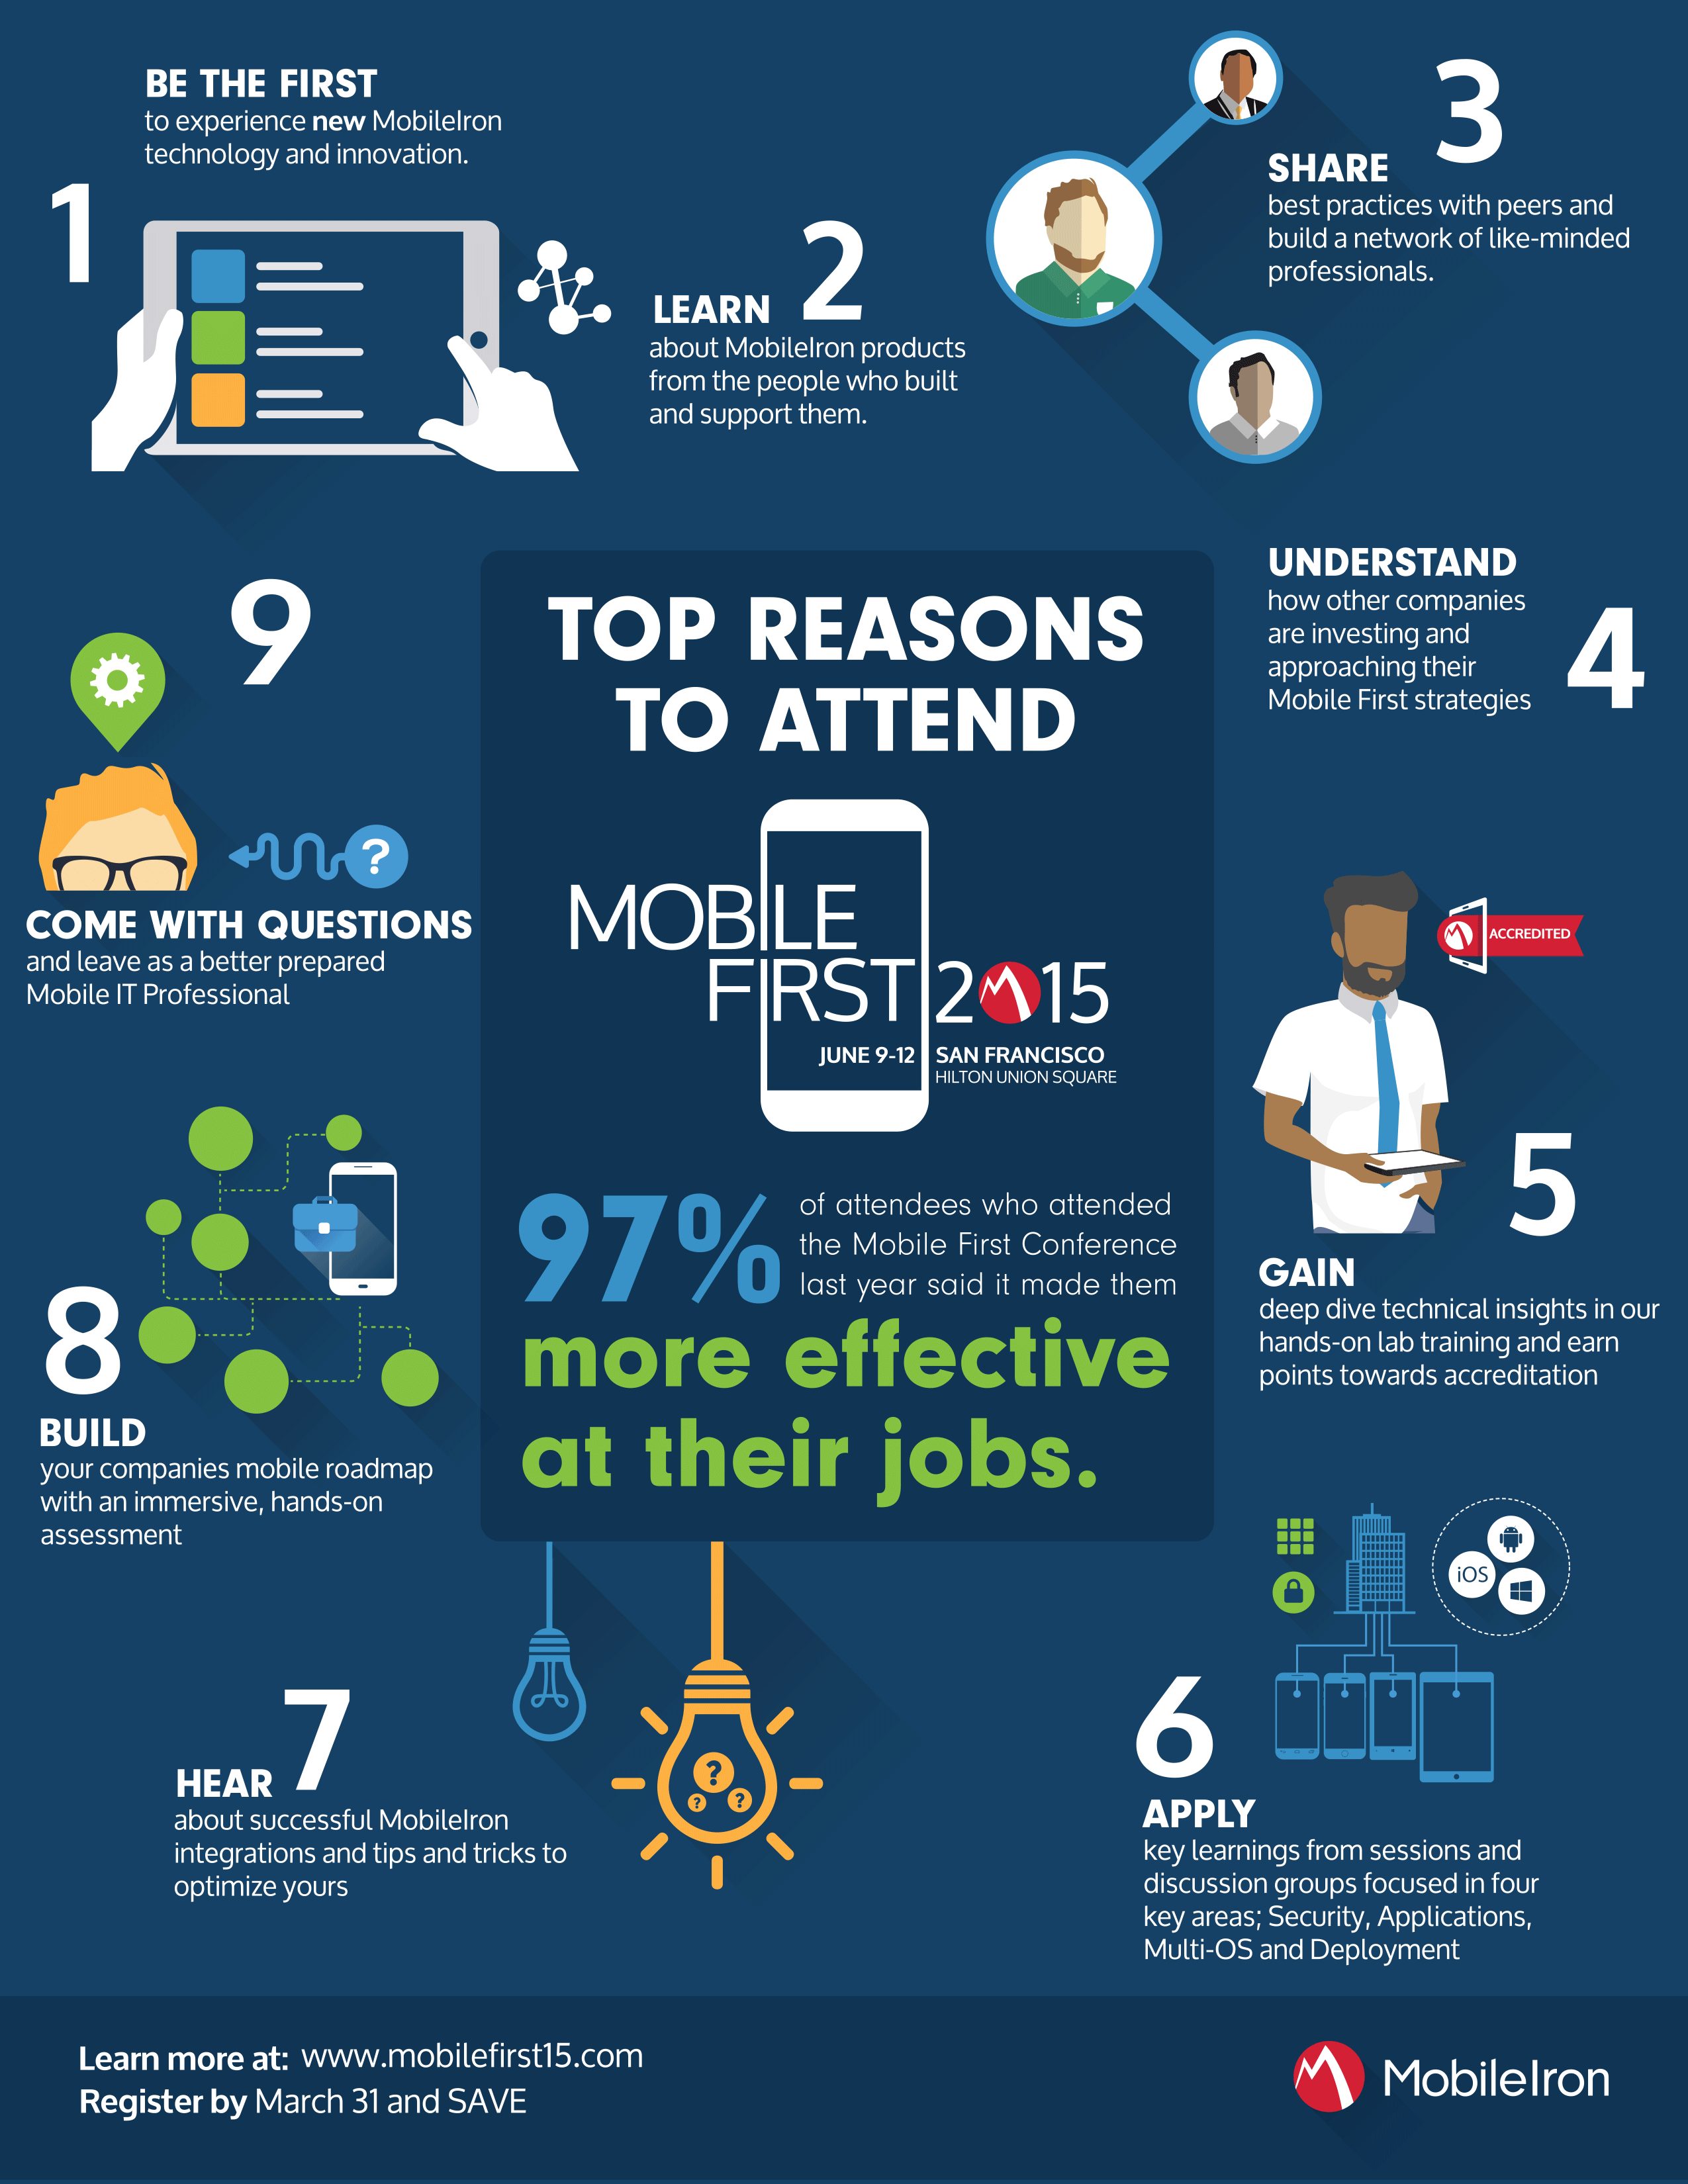 1
BE THE FIRST
to experience new MobileIron
technology and innovation.
2
LEARN
about MobileIron products
from the people who built
and support them.
3
SHARE
best practices with peers and
build a network of like-minded
professionals.
4
UNDERSTAND
how other companies
are investing and
approaching their
Mobile First strategies
TOP REASONS
TO ATTEND
MOBILE
FIRST 2015
JUNE 9-12 SAN FRANCISCO
HILTON UNION SQUARE
97% of attendees who attended
the Mobile First Conference
last year said it made them
more effective
at their jobs.
ACCREDITED
5
GAIN
deep dive technical insights in our
hands-on lab training and earn
points towards accreditation
iOS
6
APPLY
key learnings from sessions and
discussion groups focused in four
key areas; Security, Applications,
Multi-OS and Deployment
7
HEAR
about successful MobileIron
integrations and tips and tricks to
optimize yours
?
? ?
8
BUILD
your companies mobile roadmap
with an immersive, hands-on
assessment
9
?
COME WITH QUESTIONS
and leave as a better prepared
Mobile IT Professional
Learn more at: www.mobilefirst15.com
Register by March 31 and SAVE
MobileIron